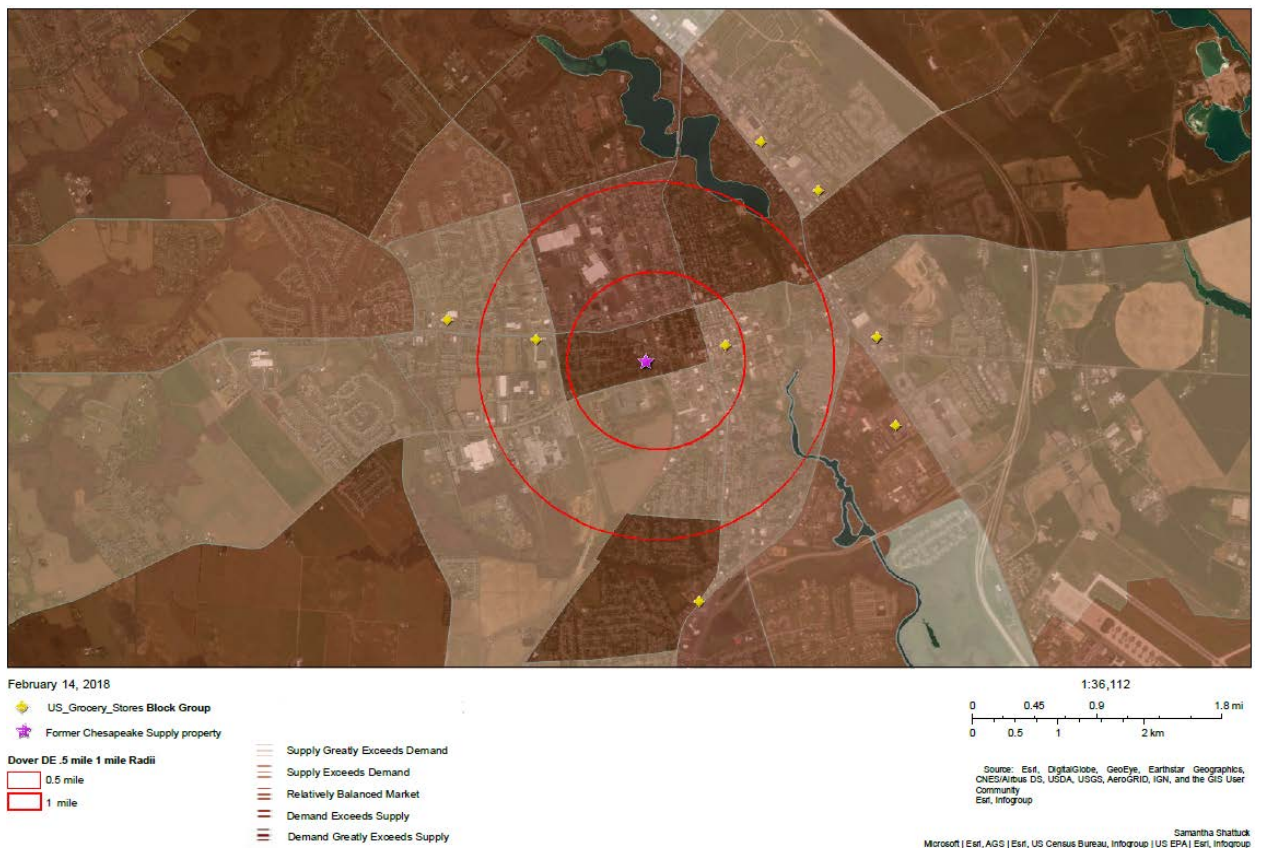 February 14, 2018
US_Grocery_Stores Block Group
Former Chesapeake Supply property
Dover DE .5 mile 1 mile Radii
0.5 mile
1 mile
Supply Greatly Exceeds Demand
Supply Exceeds Demand
Relatively Balanced Market
Demand Exceeds Supply
Demand Greatly Exceeds Supply
1:36,112
0 0.45 0.9 1.8 mi
0 0.5 1 2 km
Source: Esri, DigitalGlobe, GeoEye, Earthstar Geographics,
CNES/Airbus DS, USDA, USGS, AeroGRID, IGN, and the GIS User
Community
Esri, Infogroup
Samantha Shattuck
Microsoft | Esri, AGS | Esri, US Census Bureau, Infogroup | US EPA | Esri, Infogroup